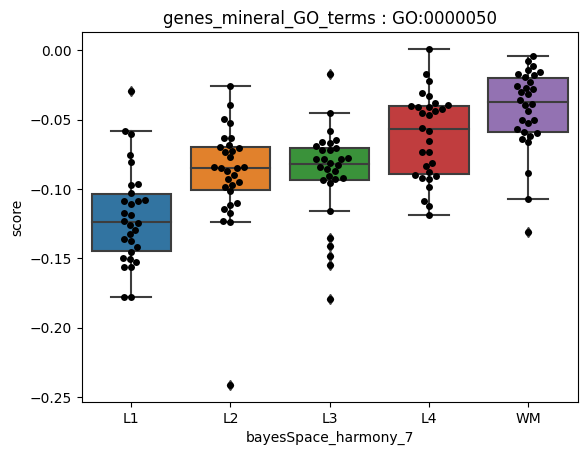 genes_mineral_GO_terms : GO:0000050
0.00
−0.05
−0.10
−0.15
−0.20
−0.25
score
L1 L2 L3 L4 WM
bayesSpace_harmony_7